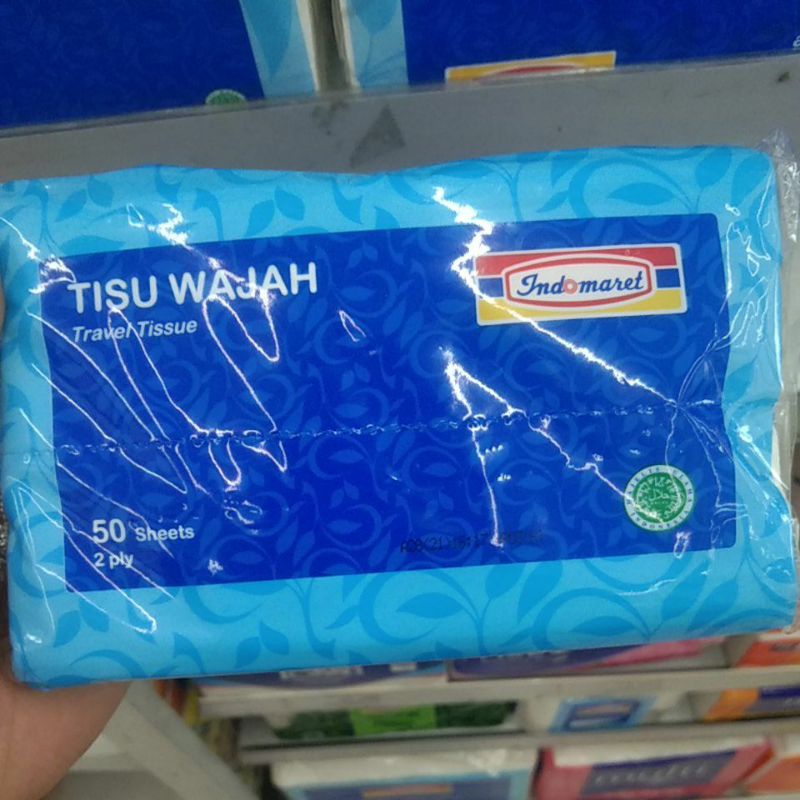 TISU WAJAH
Travel Tissue
Indomaret
50 Sheets
2 ply